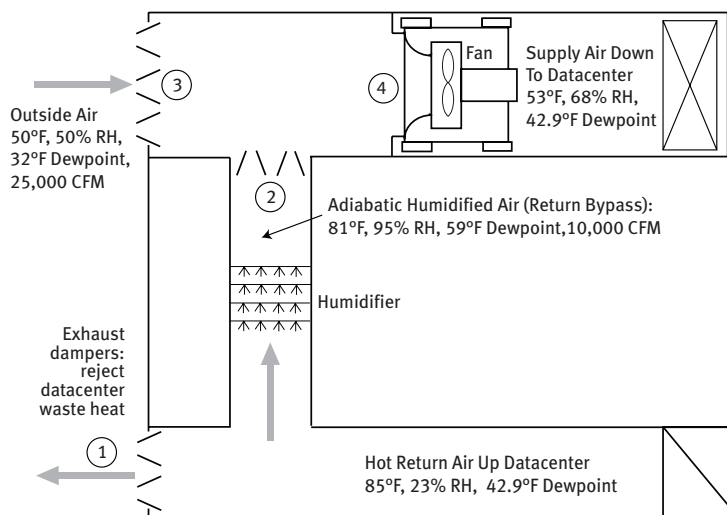 3
4
Fan
Supply Air Down
To Datacenter
53°F, 68% RH,
42.9°F Dewpoint
Outside Air
50°F, 50% RH,
32°F Dewpoint,
25,000 CFM
2
Adiabatic Humidified Air (Return Bypass):
81°F, 95% RH, 59°F Dewpoint,10,000 CFM
Humidifier
Exhaust
dampers:
reject
datacenter
waste heat
1
Hot Return Air Up Datacenter
85°F, 23% RH, 42.9°F Dewpoint